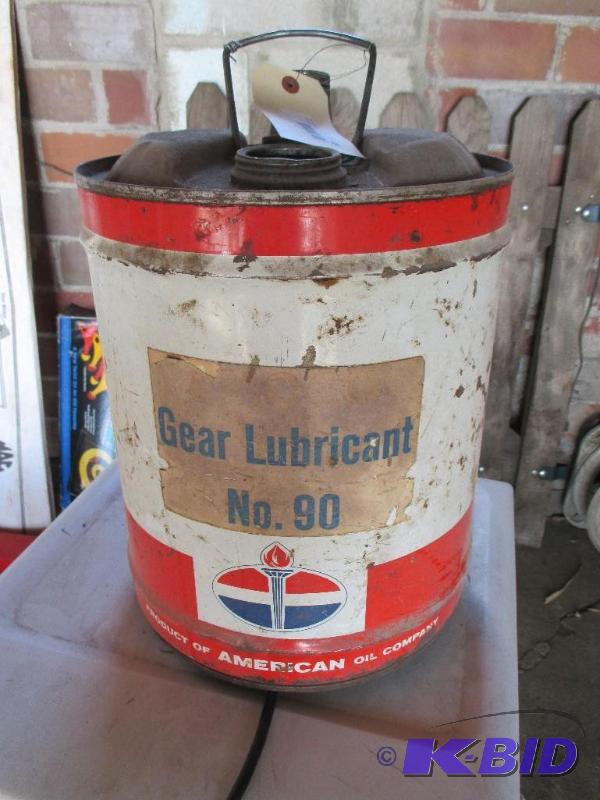 Gear Lubricant
No. 90
PRODUCT OF AMERICAN OIL COMPANY
© K-BID